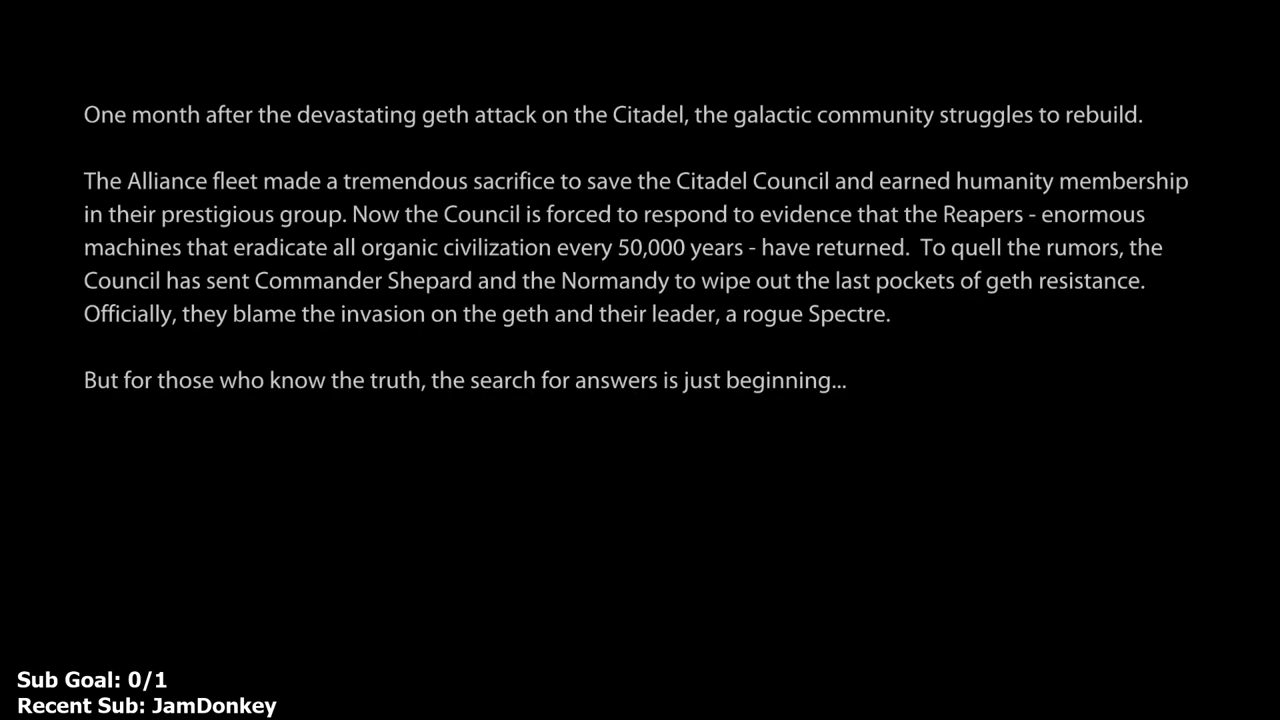 One month after the devastating geth attack on the Citadel, the galactic community struggles to rebuild.
The Alliance fleet made a tremendous sacrifice to save the Citadel Council and earned humanity membership
in their prestigious group. Now the Council is forced to respond to evidence that the Reapers - enormous
machines that eradicate all organic civilization every 50,000 years - have returned.  To quell the rumors, the
Council has sent Commander Shepard and the Normandy to wipe out the last pockets of geth resistance.
Officially, they blame the invasion on the geth and their leader, a rogue Spectre.
But for those who know the truth, the search for answers is just beginning...
Sub Goal: 0/1
Recent Sub: JamDonkey